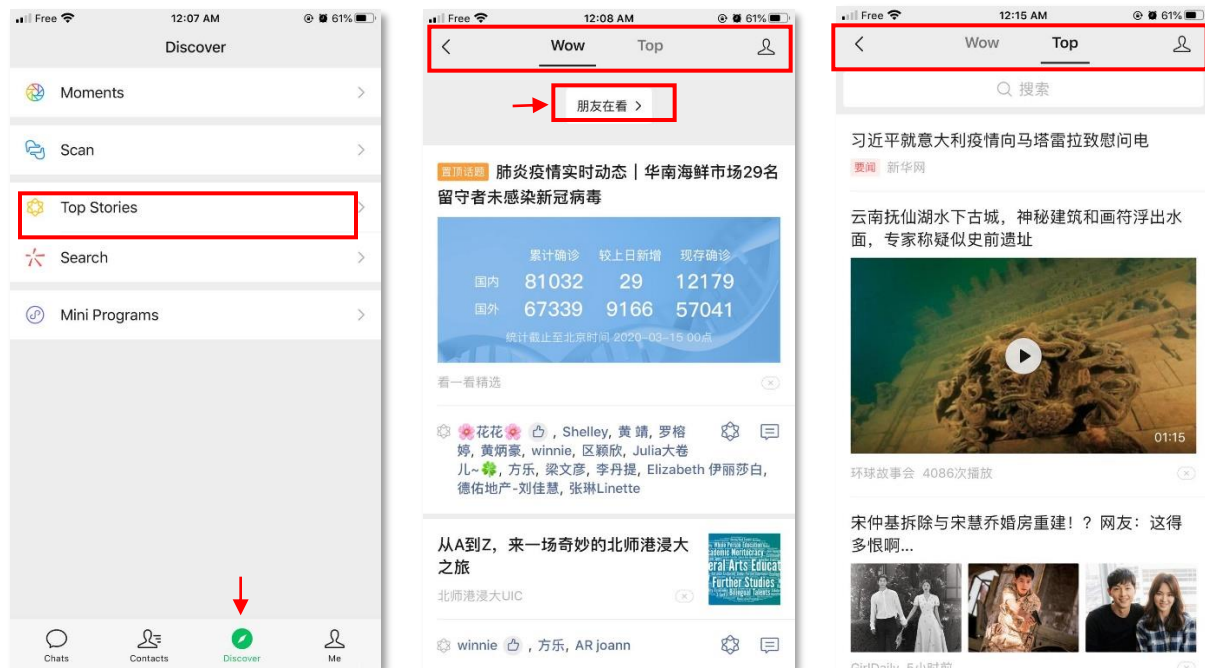 Free 12:07 AM 61%
Discover
Moments
Scan
Top Stories
Search
Mini Programs
Chats Contacts Discover Me
Free 12:08 AM 61%
Wow Top
朋友在看
置顶话题 肺炎疫情实时动态｜华南海鲜市场29名
留守者未感染新冠病毒
累计确诊 较上日新增 现存确诊
国内 81032 29 12179
国外 67339 9166 57041
统计截止至北京时间 2020-03-15 00点
看一看精选
🌸花花🌸 , Shelley, 黄 靖, 罗榕
婷, 黄炳豪, winnie, 区颖欣, Julia大卷
儿~🍀, 方乐, 梁文彦, 李丹提, Elizabeth 伊丽莎白,
德佑地产-刘佳慧, 张琳Linette
从A到Z，来一场奇妙的北师港浸大
之旅
eral Arts Educat
Further Studies
北师港浸大UIC
winnie , 方乐, AR joann
Free 12:15 AM 61%
Wow Top
搜索
习近平就意大利疫情向马塔雷拉致慰问电
要闻 新华网
云南抚仙湖水下古城，神秘建筑和画符浮出水
面，专家称疑似史前遗址
01:15
环球故事会 4086次播放
宋仲基拆除与宋慧乔婚房重建！？网友：这得
多恨啊...
GirlDaily 5小时前